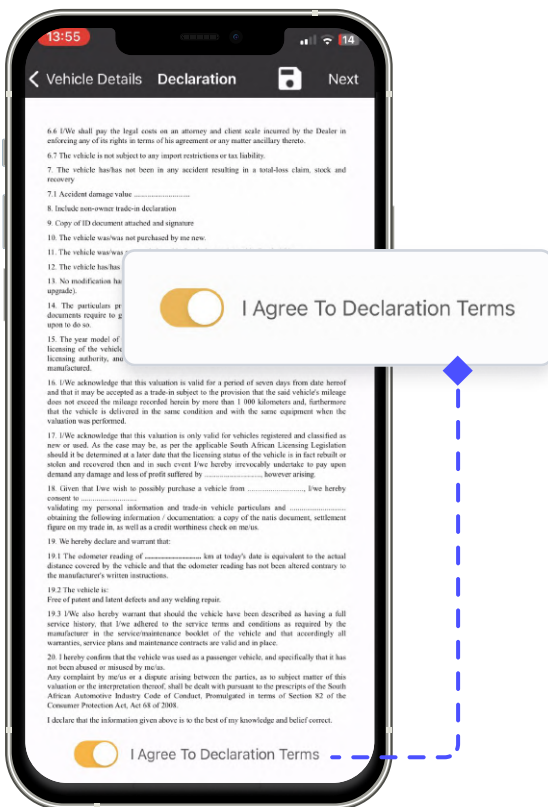 13:55
14
Vehicle Details Declaration Next
6.6 I/We shall pay the legal costs on an attorney and client scale incurred by the Dealer in
enforcing any of its rights in terms of his agreement or any matter ancillary thereto.
6.7 The vehicle is not subject to any import restrictions or tax liability.
7. The vehicle has/has not been in any accident resulting in a total-loss claim, stock and
recovery
7.1 Accident damage value ............................
8. Include non-owner trade-in declaration
9. Copy of ID document attached and signature
10. The vehicle was/was not purchased by me new.
11. The vehicle was/was
12. The vehicle has/has
13. No modification ha
upgrade).
14. The particulars pr
documents require to g
upon to do so.
15. The year model of
licensing of the vehicle
licensing authority, and
manufactured.
I Agree To Declaration Terms
16. I/We acknowledge that this valuation is valid for a period of seven days from date hereof
and that it may be accepted as a trade-in subject to the provision that the said vehicle's mileage
does not exceed the mileage recorded herein by more than 1 000 kilometers and, furthermore
that the vehicle is delivered in the same condition and with the same equipment when the
valuation was performed.
17. I/We acknowledge that this valuation is only valid for vehicles registered and classified as
new or used. As the case may be, as per the applicable South African Licensing Legislation
should it be determined at a later date that the licensing status of the vehicle is in fact rebuilt or
stolen and recovered then and in such event I/we hereby irrevocably undertake to pay upon
demand any damage and loss of profit suffered by ............................, however arising.
18. Given that I/we wish to possibly purchase a vehicle from ............................, I/we hereby
consent to ............................
validating my personal information and trade-in vehicle particulars and ............................
obtaining the following information / documentation: a copy of the natis document, settlement
figure on my trade in, as well as a credit worthiness check on me/us.
19. We hereby declare and warrant that:
19.1 The odometer reading of ............................ km at today's date is equivalent to the actual
distance covered by the vehicle and that the odometer reading has not been altered contrary to
the manufacturer's written instructions.
19.2 The vehicle is:
Free of patent and latent defects and any welding repair.
19.3 I/We also hereby warrant that should the vehicle have been described as having a full
service history, that I/we adhered to the service terms and conditions as required by the
manufacturer in the service/maintenance booklet of the vehicle and that accordingly all
warranties, service plans and maintenance contracts are valid and in place.
20. I hereby confirm that the vehicle was used as a passenger vehicle, and specifically that it has
not been abused or misused by me/us.
Any complaint by me/us or a dispute arising between the parties, as to subject matter of this
valuation or the interpretation thereof, shall be dealt with pursuant to the prescripts of the South
African Automotive Industry Code of Conduct, Promulgated in terms of Section 82 of the
Consumer Protection Act, Act 68 of 2008.
I declare that the information given above is to the best of my knowledge and belief correct.
I Agree To Declaration Terms